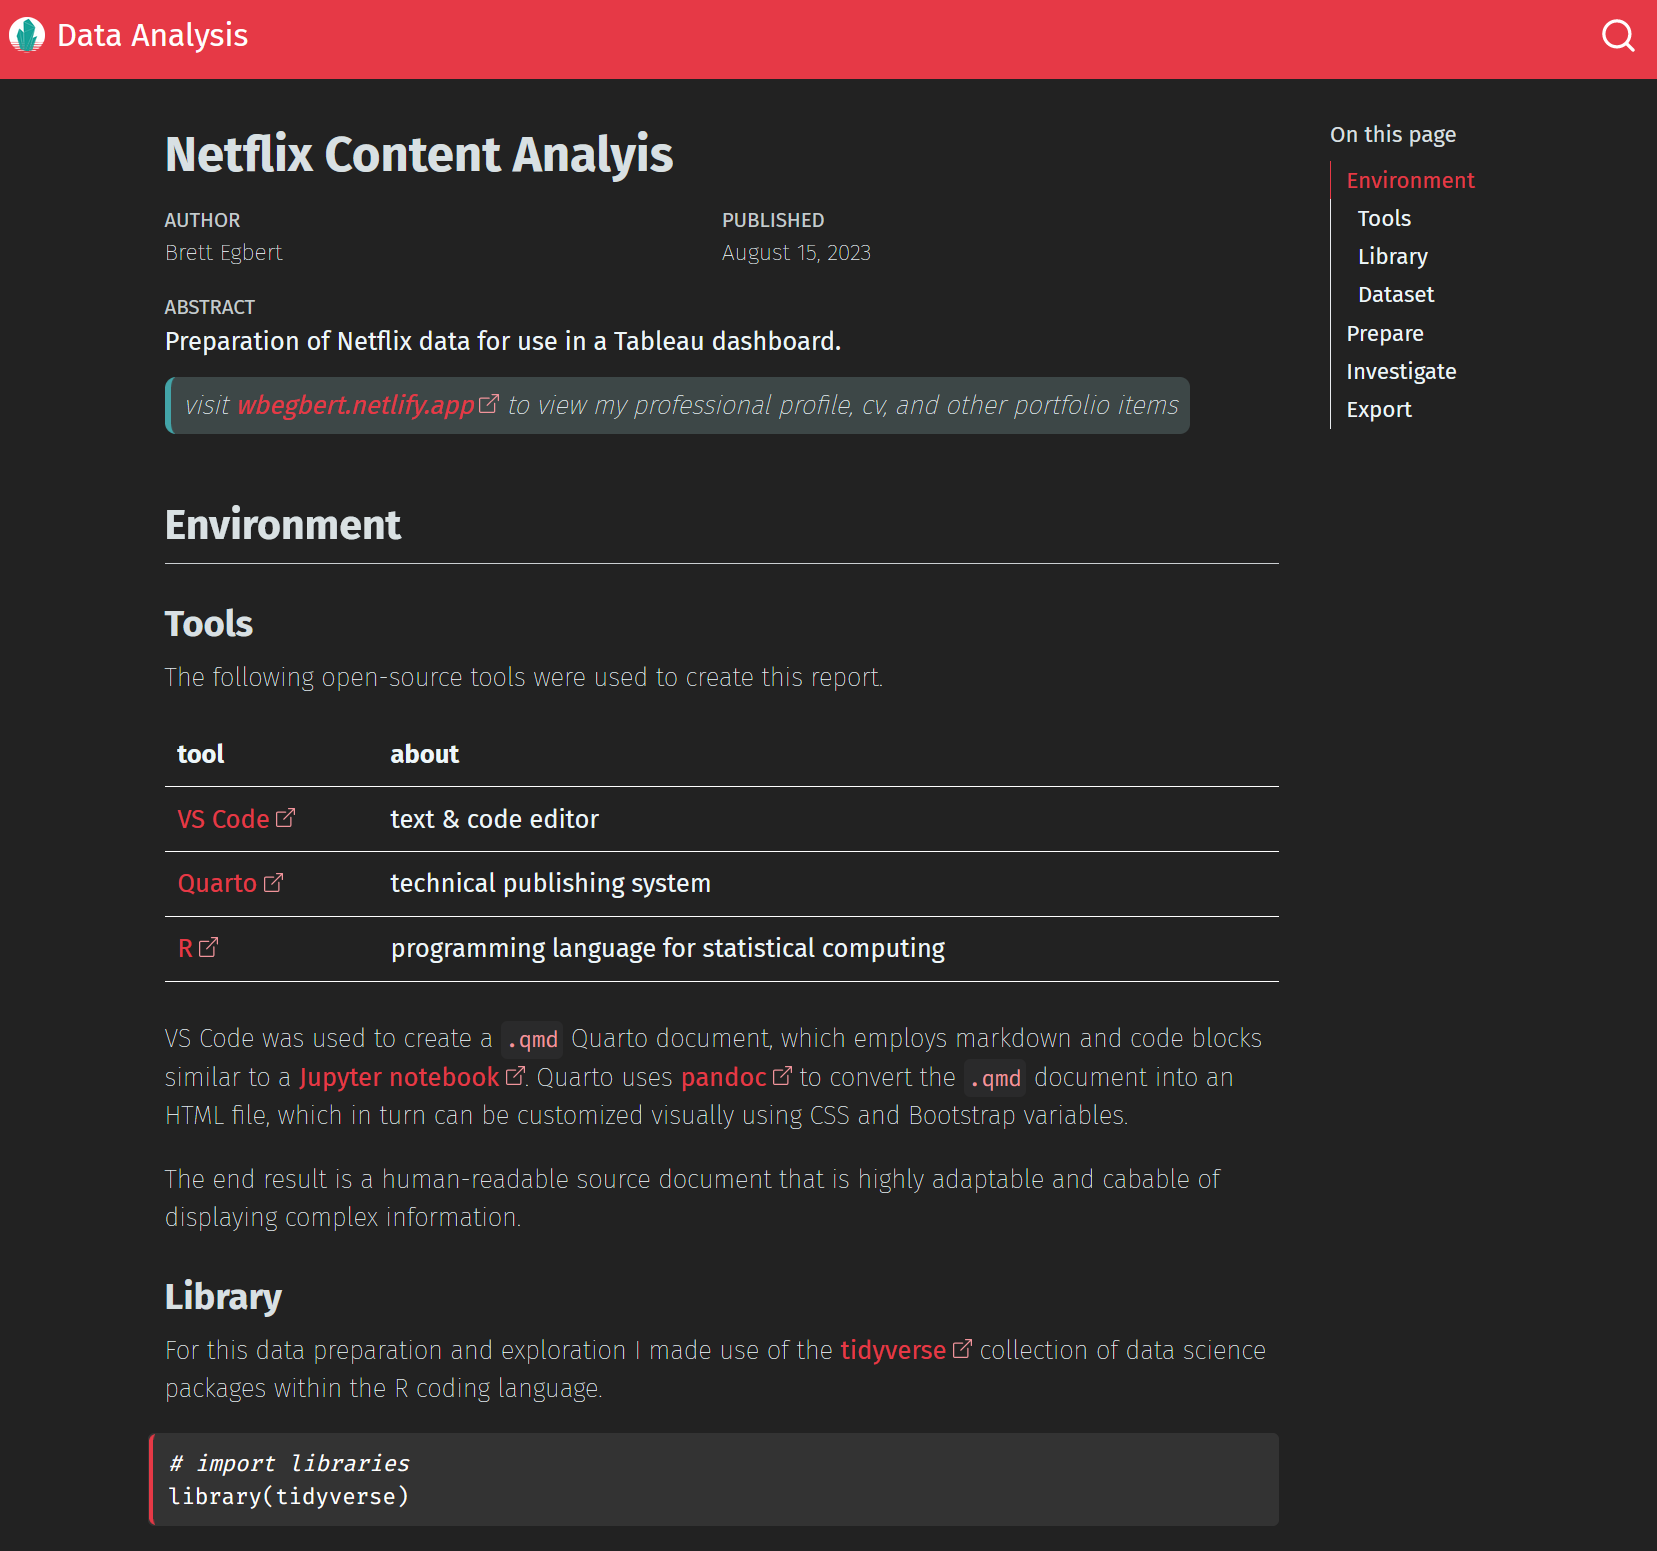 Data Analysis
Netflix Content Analyis
AUTHOR
Brett Egbert
PUBLISHED
August 15, 2023
ABSTRACT
Preparation of Netflix data for use in a Tableau dashboard.
visit wbegbert.netlify.app to view my professional profile, cv, and other portfolio items
On this page
Environment
Tools
Library
Dataset
Prepare
Investigate
Export
Environment
Tools
The following open-source tools were used to create this report.
tool about
VS Code text & code editor
Quarto technical publishing system
R programming language for statistical computing
VS Code was used to create a .qmd Quarto document, which employs markdown and code blocks
similar to a Jupyter notebook. Quarto uses pandoc to convert the .qmd document into an
HTML file, which in turn can be customized visually using CSS and Bootstrap variables.
The end result is a human-readable source document that is highly adaptable and cabable of
displaying complex information.
Library
For this data preparation and exploration I made use of the tidyverse collection of data science
packages within the R coding language.
# import libraries
library(tidyverse)